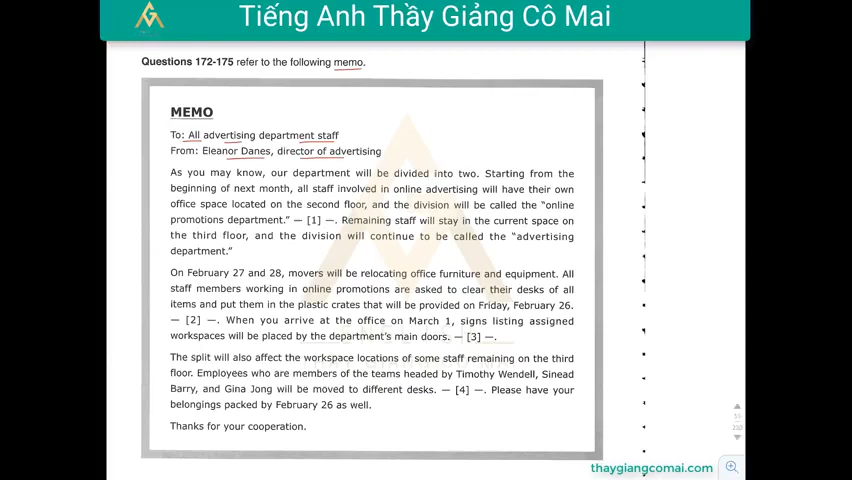 Tiếng Anh Thầy Giảng Cô Mai
Questions 172-175 refer to the following memo.
MEMO
To: All advertising department staff
From: Eleanor Danes, director of advertising
As you may know, our department will be divided into two. Starting from the
beginning of next month, all staff involved in online advertising will have their own
office space located on the second floor, and the division will be called the “online
promotions department.” — [1] —. Remaining staff will stay in the current space on
the third floor, and the division will continue to be called the “advertising
department.”
On February 27 and 28, movers will be relocating office furniture and equipment. All
staff members working in online promotions are asked to clear their desks of all
items and put them in the plastic crates that will be provided on Friday, February 26.
— [2] —. When you arrive at the office on March 1, signs listing assigned
workspaces will be placed by the department’s main doors. — [3] —.
The split will also affect the workspace locations of some staff remaining on the third
floor. Employees who are members of the teams headed by Timothy Wendell, Sinead
Barry, and Gina Jong will be moved to different desks. — [4] —. Please have your
belongings packed by February 26 as well.
Thanks for your cooperation.
thaygiangcomai.com